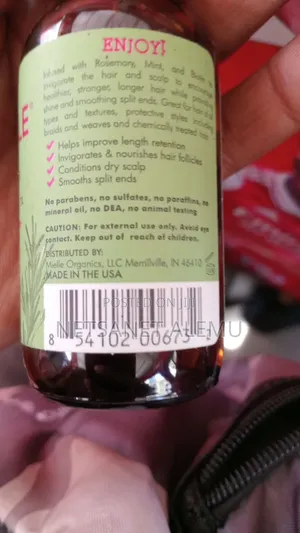 ENJOY!
Infused with Rosemary, Mint, and Biotin to
invigorate the hair and scalp to encourage
healthier, stronger, longer hair while providing
shine and smoothing split ends. Great for hair of all
types and textures, protective styles including
braids and weaves and chemically treated hair.
✓ Helps improve length retention
✓ Invigorates & nourishes hair follicles
✓ Conditions dry scalp
✓ Smooths split ends
No parabens, no sulfates, no paraffins, no
mineral oil, no DEA, no animal testing
CAUTION: For external use only. Avoid eye
contact. Keep out of reach of children.
DISTRIBUTED BY:
Mielle Organics, LLC Merrillville, IN 46410
MADE IN THE USA
POSTED ON
NETSANET ALEMU
8 54102 00673